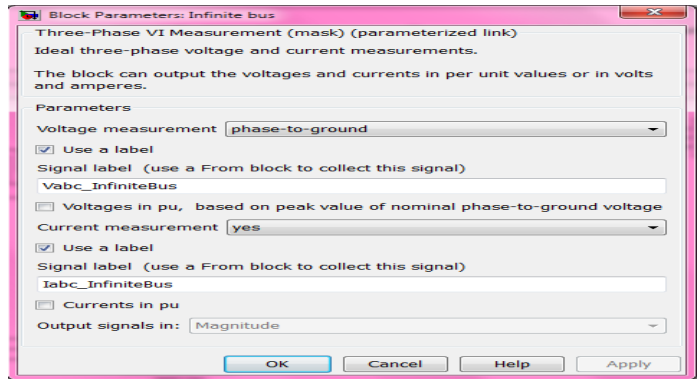 Block Parameters: Infinite bus
Three-Phase VI Measurement (mask) (parameterized link)
Ideal three-phase voltage and current measurements.
The block can output the voltages and currents in per unit values or in volts
and amperes.
Parameters
Voltage measurement phase-to-ground
Use a label
Signal label (use a From block to collect this signal)
Vabc_InfiniteBus
Voltages in pu, based on peak value of nominal phase-to-ground voltage
Current measurement yes
Use a label
Signal label (use a From block to collect this signal)
Iabc_InfiniteBus
Currents in pu
Output signals in: Magnitude
OK Cancel Help Apply